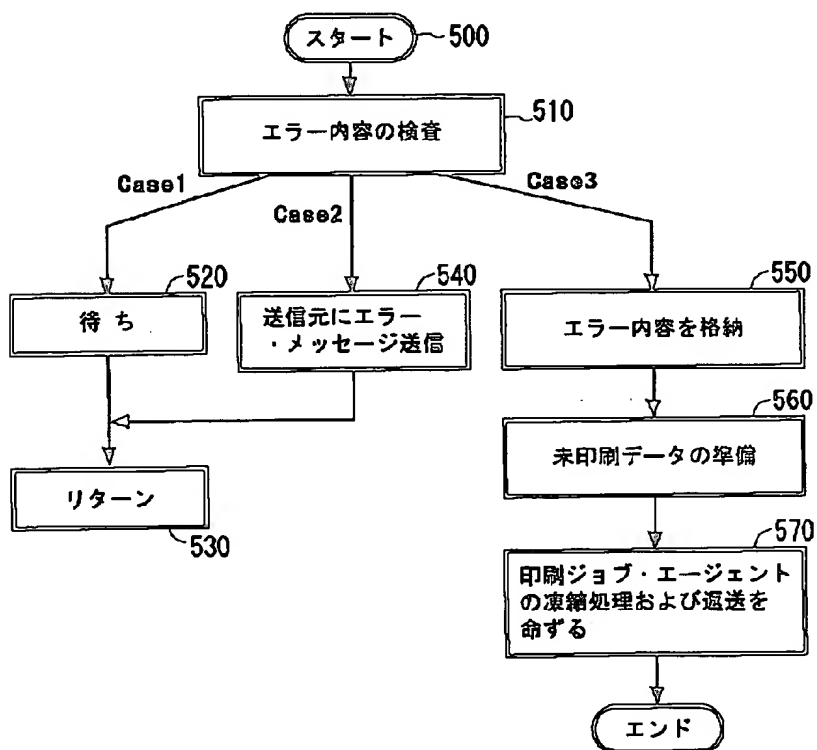 スタート
500
エラー内容の検査
510
Case1
Case2
Case3
520
待ち
540
送信元にエラー
・メッセージ送信
550
エラー内容を格納
560
未印刷データの準備
リターン
530
570
印刷ジョブ・エージェント
の凍縮処理および返送を
命ずる
エンド